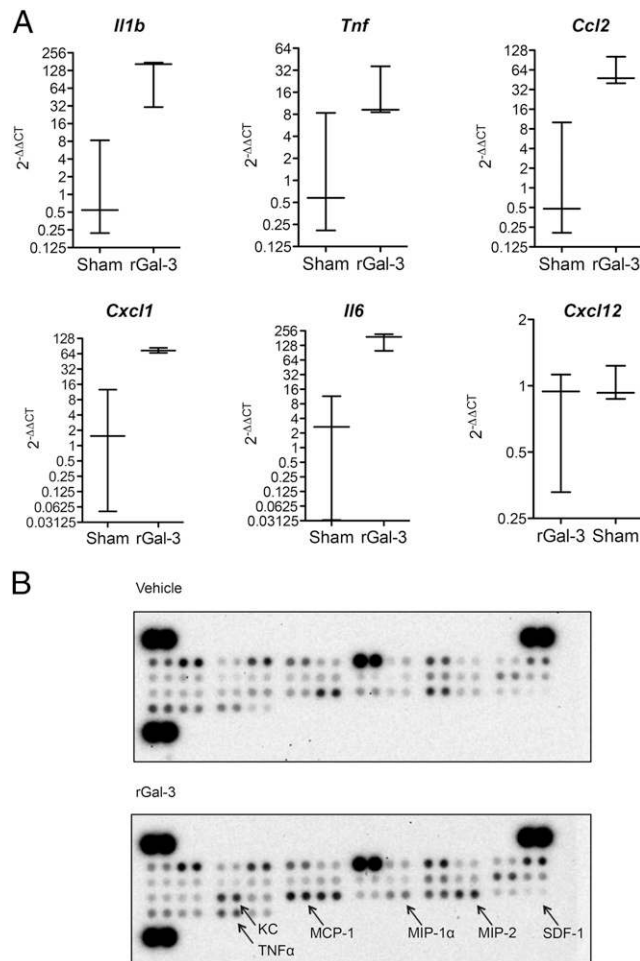 A
Il1b
Tnf
Ccl2
2-ΔΔCT
256
128
64
32
16
8
4
2
1
0.5
0.25
0.125
Sham rGal-3
2-ΔΔCT
64
32
16
8
4
2
1
0.5
0.25
0.125
Sham rGal-3
2-ΔΔCT
128
64
32
16
8
4
2
1
0.5
0.25
0.125
Sham rGal-3
Cxcl1
Il6
Cxcl12
2-ΔΔCT
128
64
32
16
8
4
2
1
0.5
0.25
0.125
0.0625
0.03125
Sham rGal-3
2-ΔΔCT
256
128
64
32
16
8
4
2
1
0.5
0.25
0.125
0.0625
0.03125
Sham rGal-3
2-ΔΔCT
2
1
0.5
0.25
rGal-3 Sham
B
Vehicle
rGal-3
KC
TNFα
MCP-1
MIP-1α
MIP-2
SDF-1